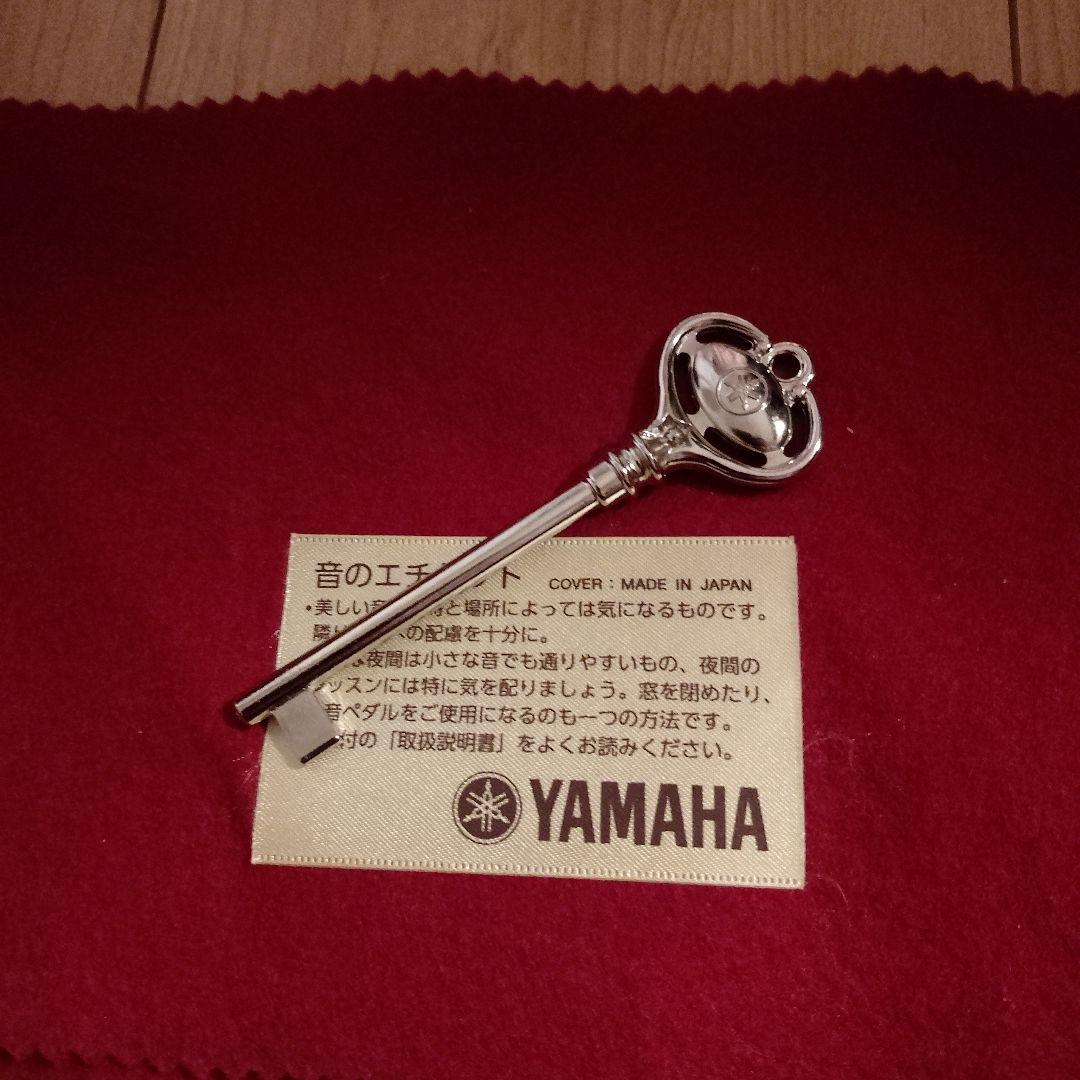 音のエチ ト COVER : MADE IN JAPAN
・美しい音 と場所によっては気になるものです。
隣 への配慮を十分に。
な夜間は小さな音でも通りやすいもの、夜間の
ッスンには特に気を配りましょう。窓を閉めたり、
音ペダルをご使用になるのも一つの方法です。
付の「取扱説明書」をよくお読みください。
YAMAHA